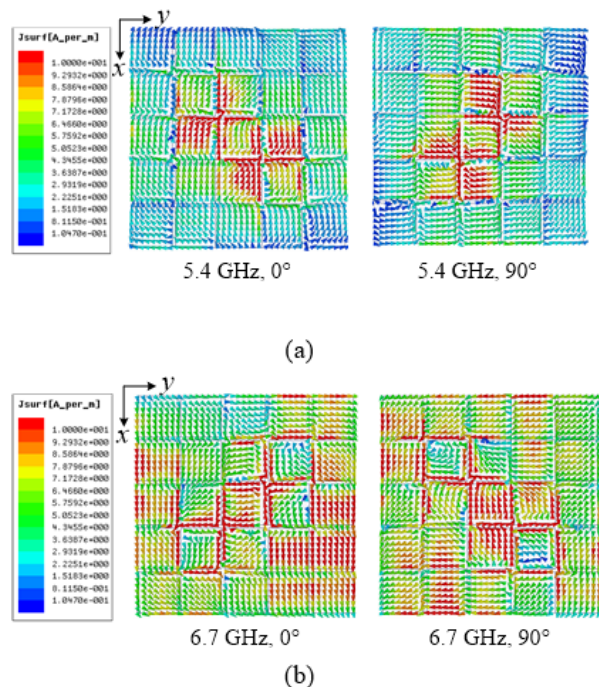 (a)
y
x
Jsurf[A_per_m]
1.0000e+001
9.2932e+000
8.5864e+000
7.8796e+000
7.1728e+000
6.4660e+000
5.7592e+000
5.0523e+000
4.3455e+000
3.6387e+000
2.9319e+000
2.2251e+000
1.5183e+000
8.1150e-001
1.0470e-001
5.4 GHz, 0°
5.4 GHz, 90°
(a)
y
x
Jsurf[A_per_m]
1.0000e+001
9.2932e+000
8.5864e+000
7.8796e+000
7.1728e+000
6.4660e+000
5.7592e+000
5.0523e+000
4.3455e+000
3.6387e+000
2.9319e+000
2.2251e+000
1.5183e+000
8.1150e-001
1.0470e-001
6.7 GHz, 0°
6.7 GHz, 90°
(b)